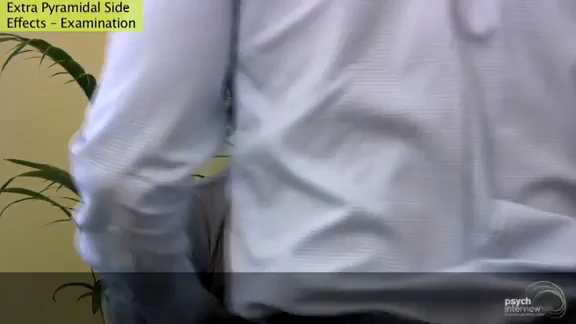 Extra Pyramidal Side
Effects – Examination
psych
interview